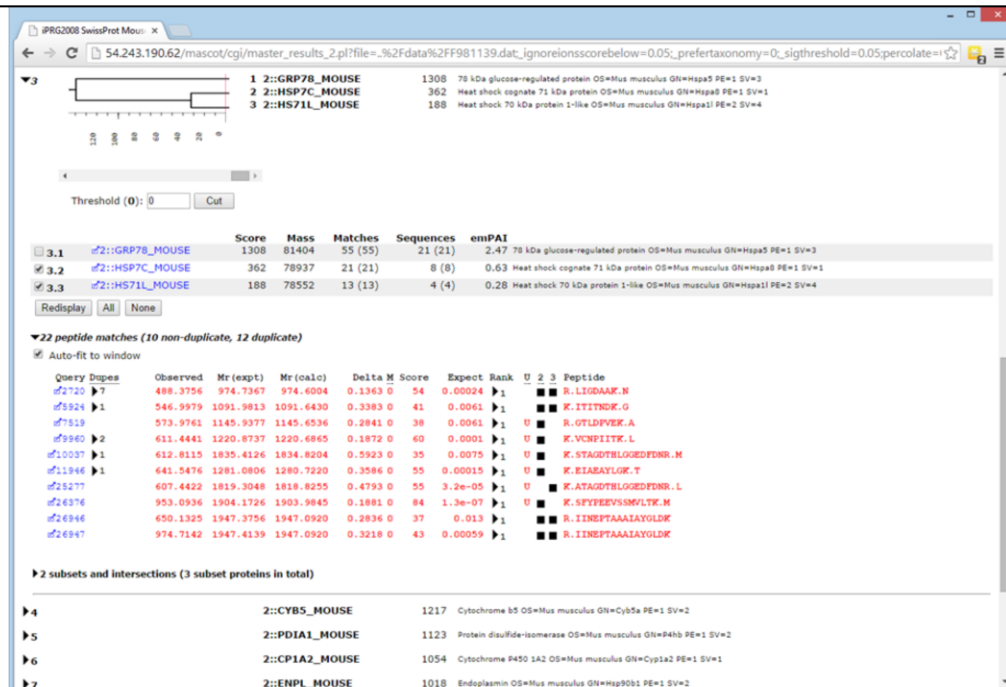 iPRG2008 SwissProt Mous
54.243.190.62/mascot/cgi/master_results_2.pl?file=..%2Fdata%2FF981139.dat;_ignoreionsscorebelow=0.05;_prefertaxonomy=0;_sigthreshold=0.05;percolate=
3
1 2::GRP78_MOUSE 1308 78 kDa glucose-regulated protein OS=Mus musculus GN=Hspa5 PE=1 SV=3
2 2::HSP7C_MOUSE 362 Heat shock cognate 71 kDa protein OS=Mus musculus GN=Hspa8 PE=1 SV=1
3 2::HS71L_MOUSE 188 Heat shock 70 kDa protein 1-like OS=Mus musculus GN=Hspa1l PE=2 SV=4
120 100 80 60 40 20 0
Threshold (0): 0 Cut
Score Mass Matches Sequences emPAI
3.1 2::GRP78_MOUSE 1308 81404 55 (55) 21 (21) 2.47 78 kDa glucose-regulated protein OS=Mus musculus GN=Hspa5 PE=1 SV=3
3.2 2::HSP7C_MOUSE 362 78937 21 (21) 8 (8) 0.63 Heat shock cognate 71 kDa protein OS=Mus musculus GN=Hspa8 PE=1 SV=1
3.3 2::HS71L_MOUSE 188 78552 13 (13) 4 (4) 0.28 Heat shock 70 kDa protein 1-like OS=Mus musculus GN=Hspa1l PE=2 SV=4
Redisplay All None
22 peptide matches (10 non-duplicate, 12 duplicate)
Auto-fit to window
Query Dupes Observed Mr(expt) Mr(calc) Delta M Score Expect Rank U 2 3 Peptide
2720 7 488.3756 974.7367 974.6004 0.1363 0 54 0.00024 1 R.LIGDAAK.N
5924 1 546.9979 1091.9813 1091.6430 0.3383 0 41 0.0061 1 K.ITITNDK.G
7519 573.9761 1145.9377 1145.6536 0.2841 0 38 0.0061 1 U R.GTLDPVEK.A
9960 2 611.4441 1220.8737 1220.6865 0.1872 0 60 0.0001 1 U K.VCNPIITK.L
10037 1 612.8115 1835.4126 1834.8204 0.5923 0 35 0.0075 1 U K.STAGDTHLGGEDFDNR.M
11946 1 641.5476 1281.0806 1280.7220 0.3586 0 55 0.00015 1 U K.EIAEAYLGK.T
25277 607.4422 1819.3048 1818.8255 0.4793 0 55 3.2e-05 1 U K.ATAGDTHLGGEDFDNR.L
26376 953.0936 1904.1726 1903.9845 0.1881 0 84 1.3e-07 1 U K.SFYPEEVSSMVLTK.M
26946 650.1325 1947.3756 1947.0920 0.2836 0 37 0.013 1 R.IINEPTAAAIAYGLDK
26947 974.7142 1947.4139 1947.0920 0.3218 0 43 0.00059 1 R.IINEPTAAAIAYGLDK
2 subsets and intersections (3 subset proteins in total)
4 2::CYB5_MOUSE 1217 Cytochrome b5 OS=Mus musculus GN=Cyb5a PE=1 SV=2
5 2::PDIA1_MOUSE 1123 Protein disulfide-isomerase OS=Mus musculus GN=P4hb PE=1 SV=2
6 2::CP1A2_MOUSE 1054 Cytochrome P450 1A2 OS=Mus musculus GN=Cyp1a2 PE=1 SV=1
7 2::ENPL_MOUSE 1018 Endoplasmin OS=Mus musculus GN=Hsp90b1 PE=1 SV=2